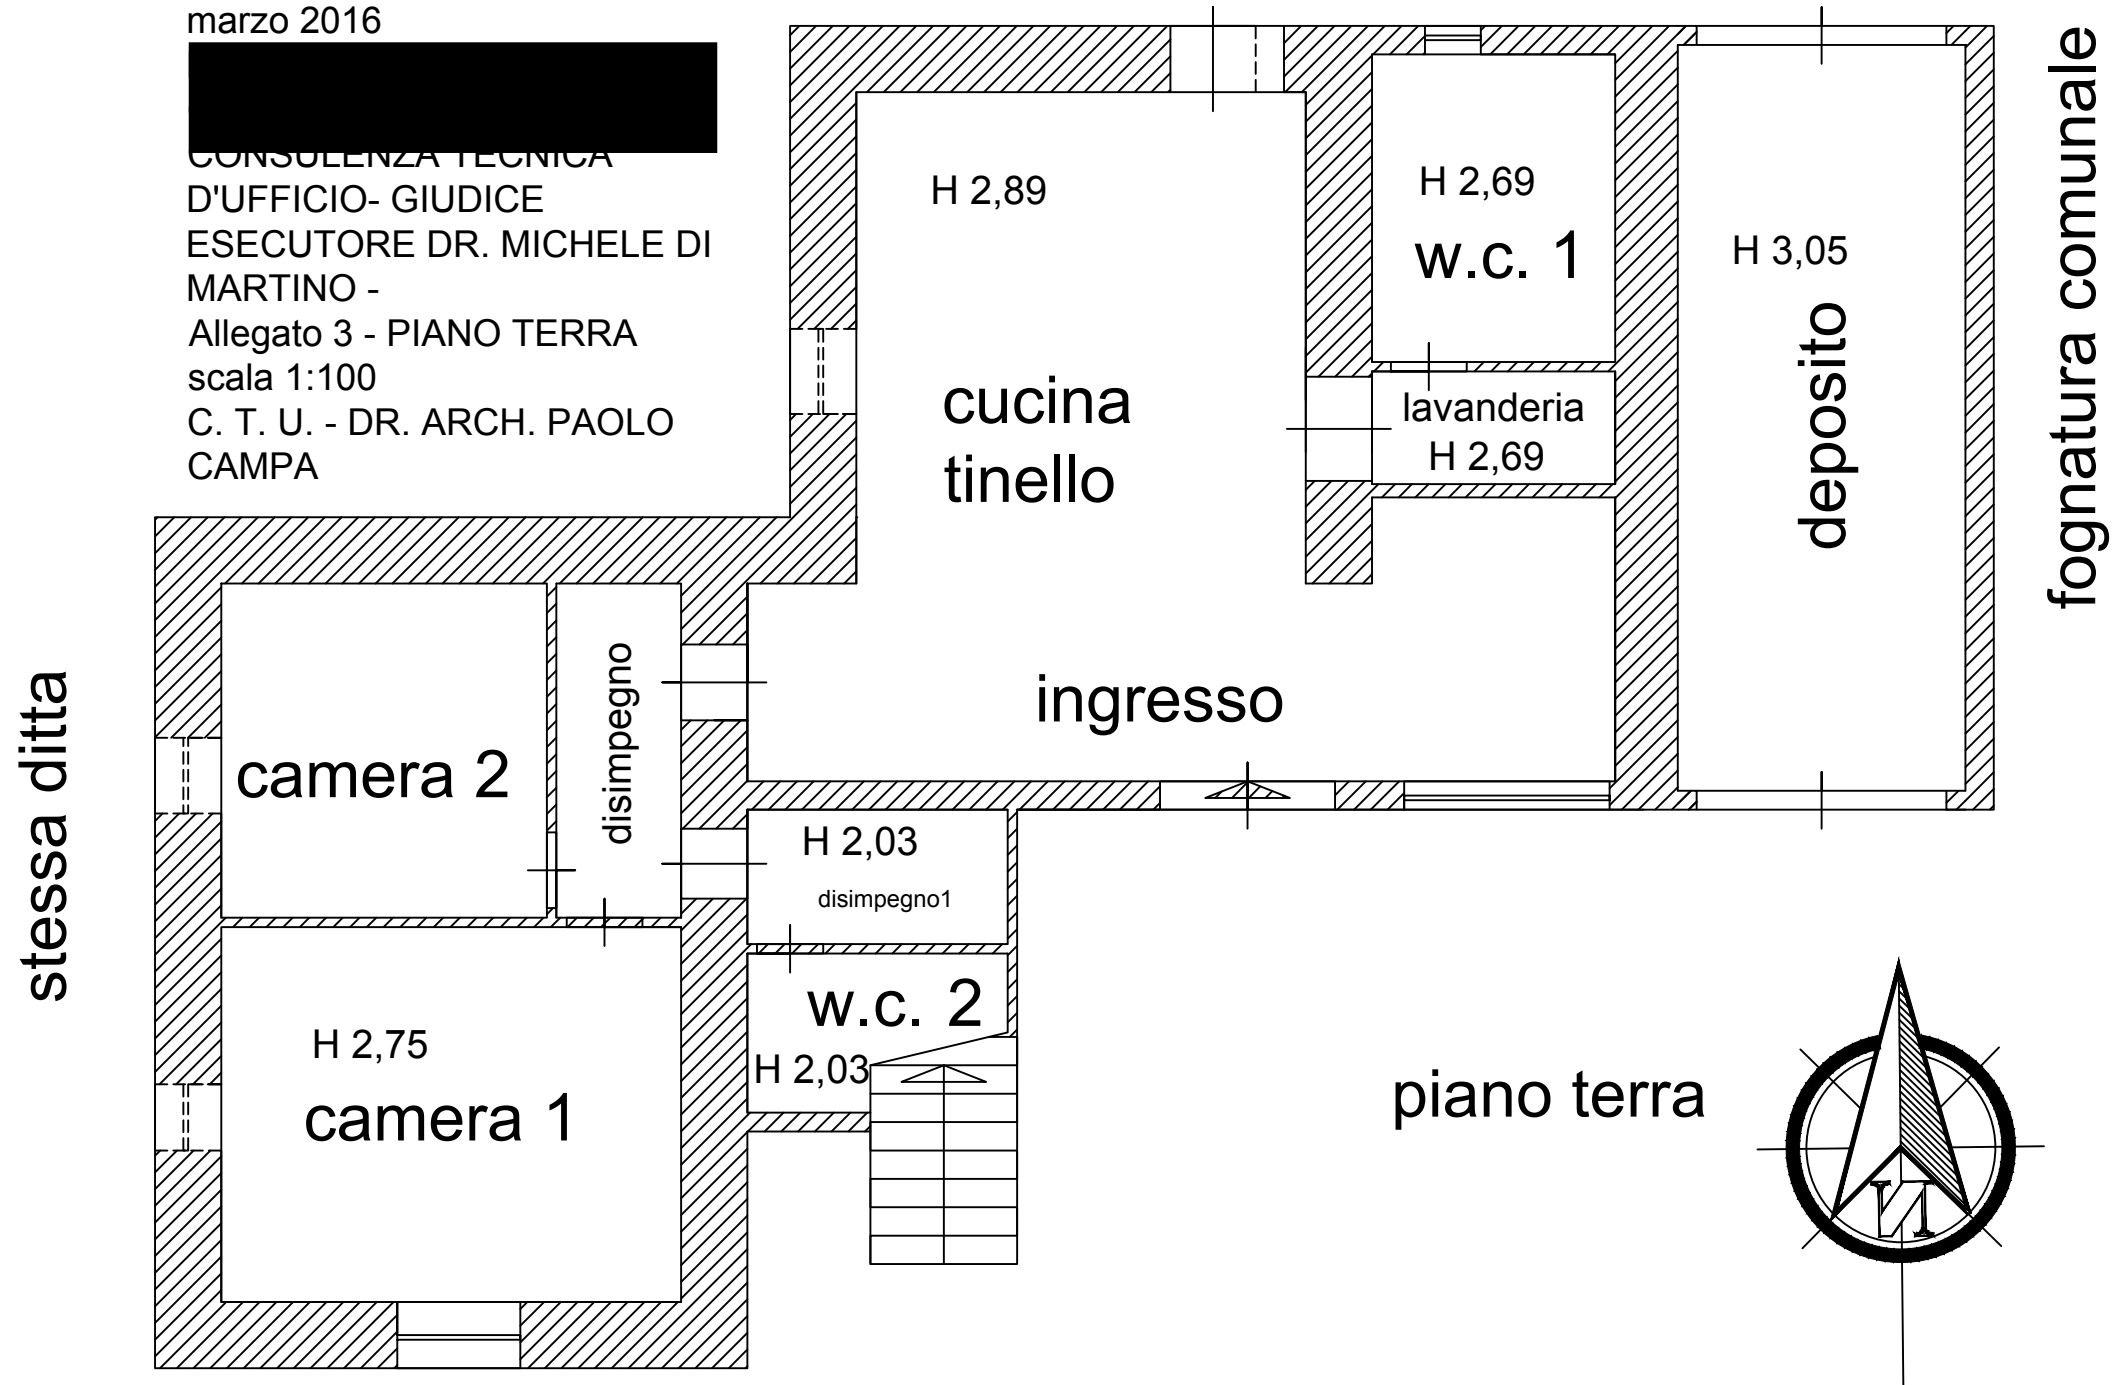 marzo 2016
CONSULENZA TECNICA
D'UFFICIO- GIUDICE
ESECUTORE DR. MICHELE DI
MARTINO -
Allegato 3 - PIANO TERRA
scala 1:100
C. T. U. - DR. ARCH. PAOLO
CAMPA
H 2,89
cucina
tinello
H 2,69
w.c. 1
lavanderia
H 2,69
H 3,05
deposito
fognatura comunale
stessa ditta
camera 2
disimpegno
ingresso
H 2,03
disimpegno1
w.c. 2
H 2,03
H 2,75
camera 1
piano terra
N